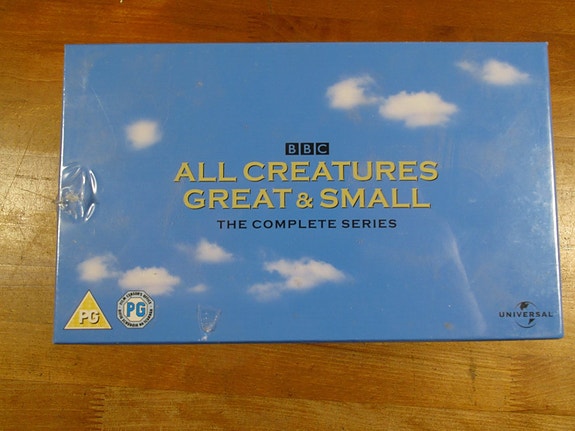 BBC
ALL CREATURES
GREAT & SMALL
THE COMPLETE SERIES
PG
PG
UNIVERSAL